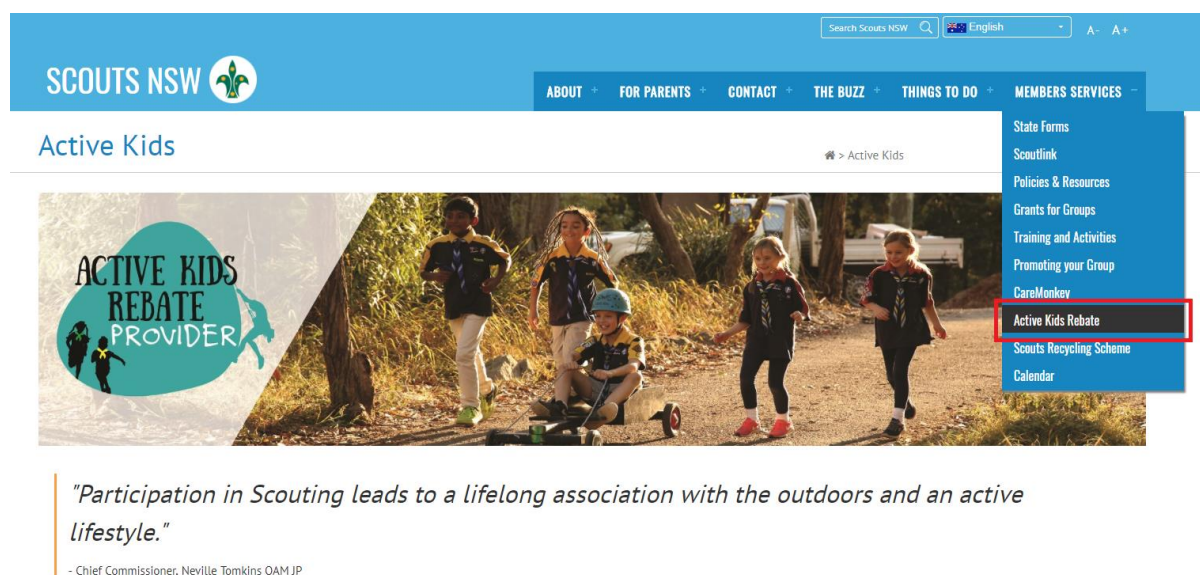 Search Scouts NSW
English
A- A+
SCOUTS NSW
ABOUT + FOR PARENTS + CONTACT + THE BUZZ + THINGS TO DO + MEMBERS SERVICES -
State Forms
Scoutlink
Policies & Resources
Grants for Groups
Training and Activities
Promoting your Group
CareMonkey
Active Kids Rebate
Scouts Recycling Scheme
Calendar
Active Kids
> Active Kids
ACTIVE KIDS
REBATE
PROVIDER
"Participation in Scouting leads to a lifelong association with the outdoors and an active
lifestyle."
- Chief Commissioner, Neville Tomkins OAM JP